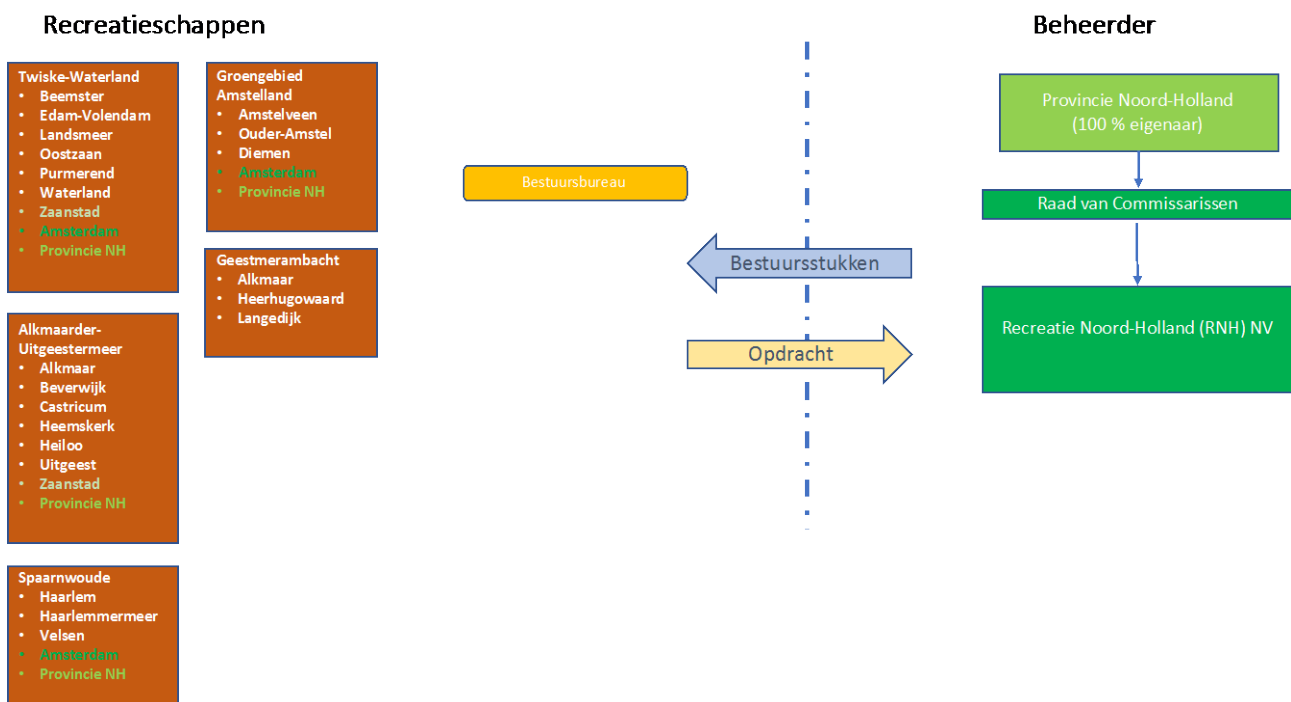 Recreatieschappen
Twiske-Waterland
• Beemster
• Edam-Volendam
• Landsmeer
• Oostzaan
• Purmerend
• Waterland
• Zaanstad
• Amsterdam
• Provincie NH
Alkmaarder-
Uitgeestermeer
• Alkmaar
• Beverwijk
• Castricum
• Heemskerk
• Heiloo
• Uitgeest
• Zaanstad
• Provincie NH
Spaarnwoude
• Haarlem
• Haarlemmermeer
• Velsen
• Amsterdam
• Provincie NH
Groengebied
Amstelland
• Amstelveen
• Ouder-Amstel
• Diemen
• Amsterdam
• Provincie NH
Geestmerambacht
• Alkmaar
• Heerhugowaard
• Langedijk
Bestuursbureau
Bestuursstukken
Opdracht
Beheerder
Provincie Noord-Holland
(100 % eigenaar)
Raad van Commissarissen
Recreatie Noord-Holland (RNH) NV